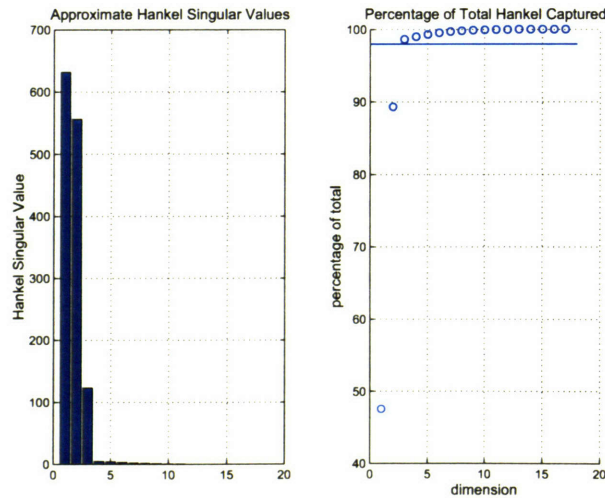 Approximate Hankel Singular Values
700
600
500
400
300
200
100
0
0 5 10 15 20
Hankel Singular Value
Percentage of Total Hankel Captured
100
90
80
70
60
50
40
0 5 10 15 20
percentage of total
dimension